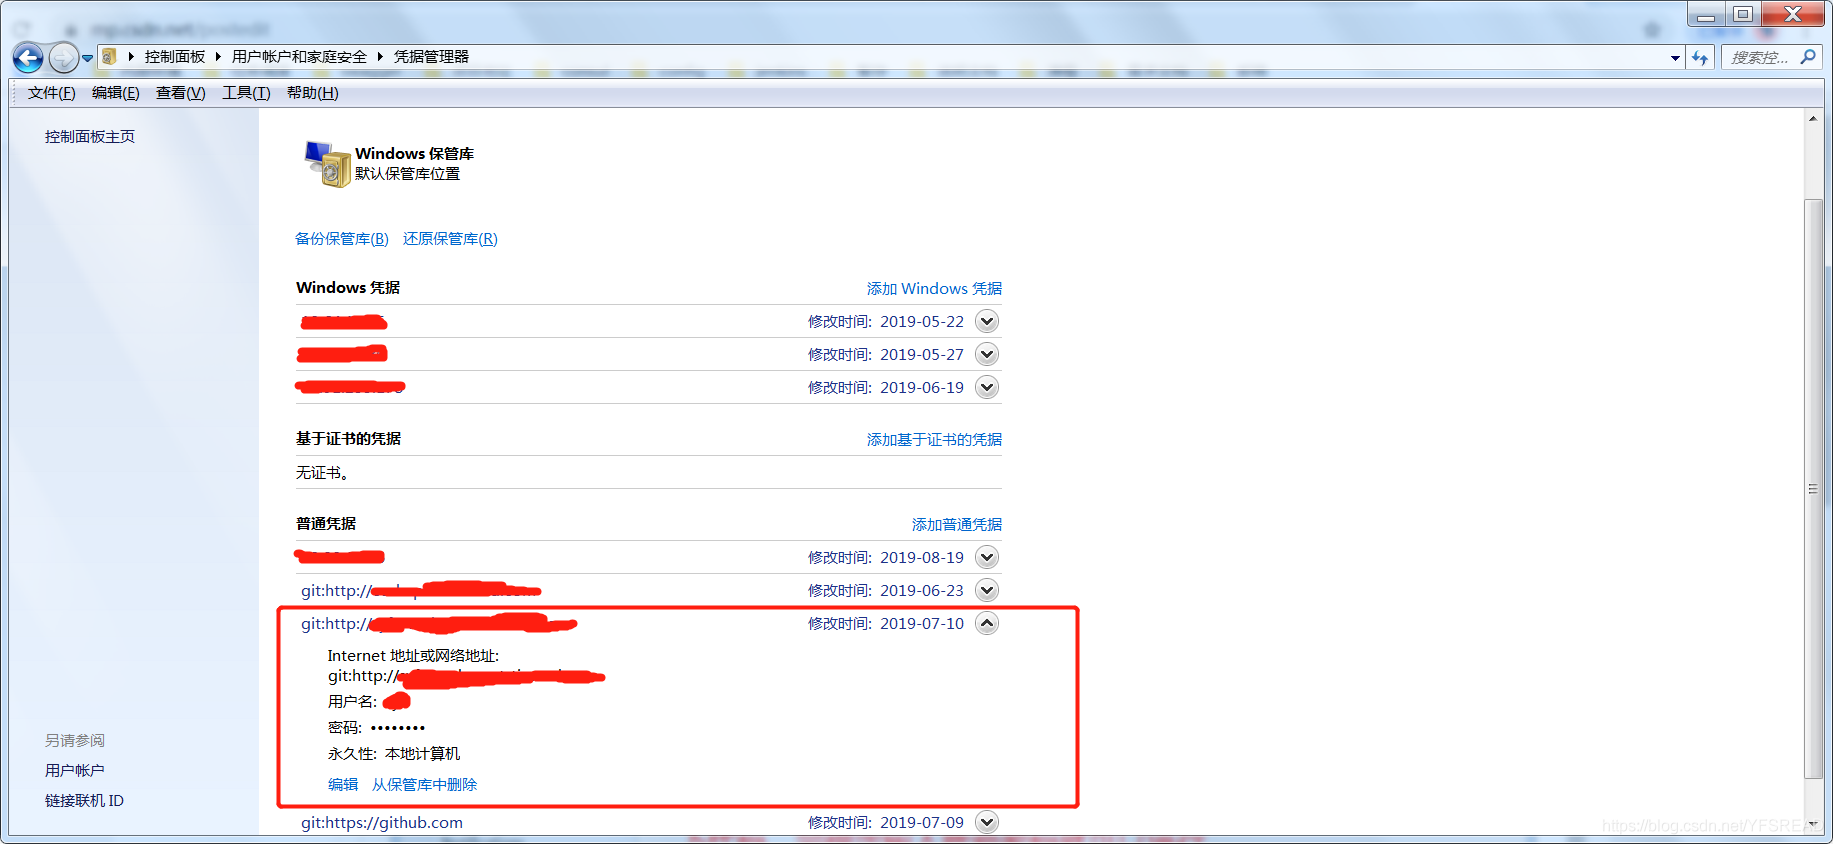 控制面板 用户帐户和家庭安全 凭据管理器
搜索控...
文件(F) 编辑(E) 查看(V) 工具(T) 帮助(H)
控制面板主页
Windows 保管库
默认保管库位置
备份保管库(B) 还原保管库(R)
Windows 凭据 添加 Windows 凭据
修改时间: 2019-05-22
修改时间: 2019-05-27
修改时间: 2019-06-19
基于证书的凭据 添加基于证书的凭据
无证书。
普通凭据 添加普通凭据
修改时间: 2019-08-19
git:http:// 修改时间: 2019-06-23
git:http:// 修改时间: 2019-07-10
Internet 地址或网络地址:
git:http://
用户名:
密码: ••••••••
永久性: 本地计算机
编辑 从保管库中删除
git:https://github.com 修改时间: 2019-07-09
另请参阅
用户帐户
链接联机 ID
https://blog.csdn.net/YFSREAD